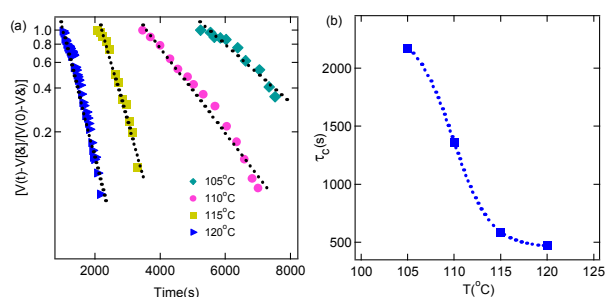 (a)
[V(t)-V(&)]/[V(0)-V&)]
1.0
0.8
0.6
0.4
0.2
105°C
110°C
115°C
120°C
2000 4000 6000 8000
Time(s)
b)
τc(s)
2500
2000
1500
1000
500
100 105 110 115 120 125
T(°C)